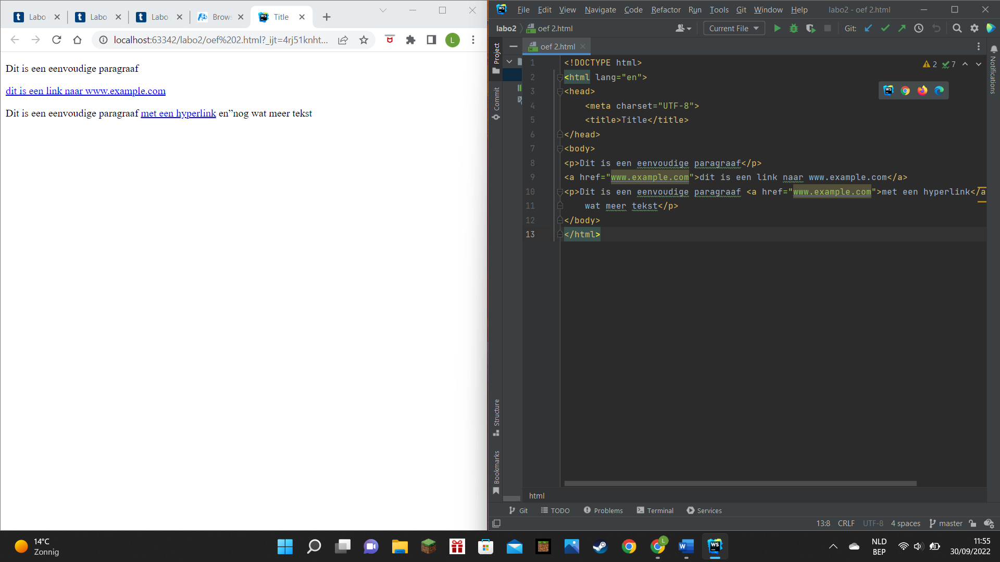 Labo
Labo
Labo
Brows
Title
localhost:63342/labo2/oef%202.html?_ijt=4rj51knht...
L
Dit is een eenvoudige paragraaf
dit is een link naar www.example.com
Dit is een eenvoudige paragraaf met een hyperlink en”nog wat meer tekst
WS File Edit View Navigate Code Refactor Run Tools Git Window Help labo2 - oef 2.html
labo2 oef 2.html Current File Git:
Project
Commit
Structure
Bookmarks
Notifications
oef 2.html
2 7
1 <!DOCTYPE html>
2 <html lang="en">
3 <head>
4 <meta charset="UTF-8">
5 <title>Title</title>
6 </head>
7 <body>
8 <p>Dit is een eenvoudige paragraaf</p>
9 <a href="www.example.com">dit is een link naar www.example.com</a>
10 <p>Dit is een eenvoudige paragraaf <a href="www.example.com">met een hyperlink</a
11 wat meer tekst</p>
12 </body>
13 </html>
html
Git TODO Problems Terminal Services
13:8 CRLF UTF-8 4 spaces master
14°C
Zonnig
NLD
BEP
11:55
30/09/2022